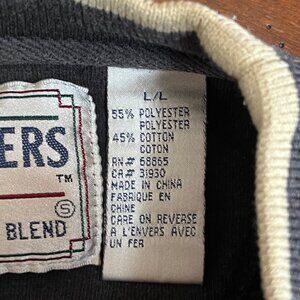 ERS
TM
S
BLEND
L/L
55% POLYESTER
POLYESTER
45% COTTON
COTON
RN# 68865
CA# 31930
MADE IN CHINA
FABRIQUE EN
CHINE
CARE ON REVERSE
A L'ENVERS AVEC
UN FER